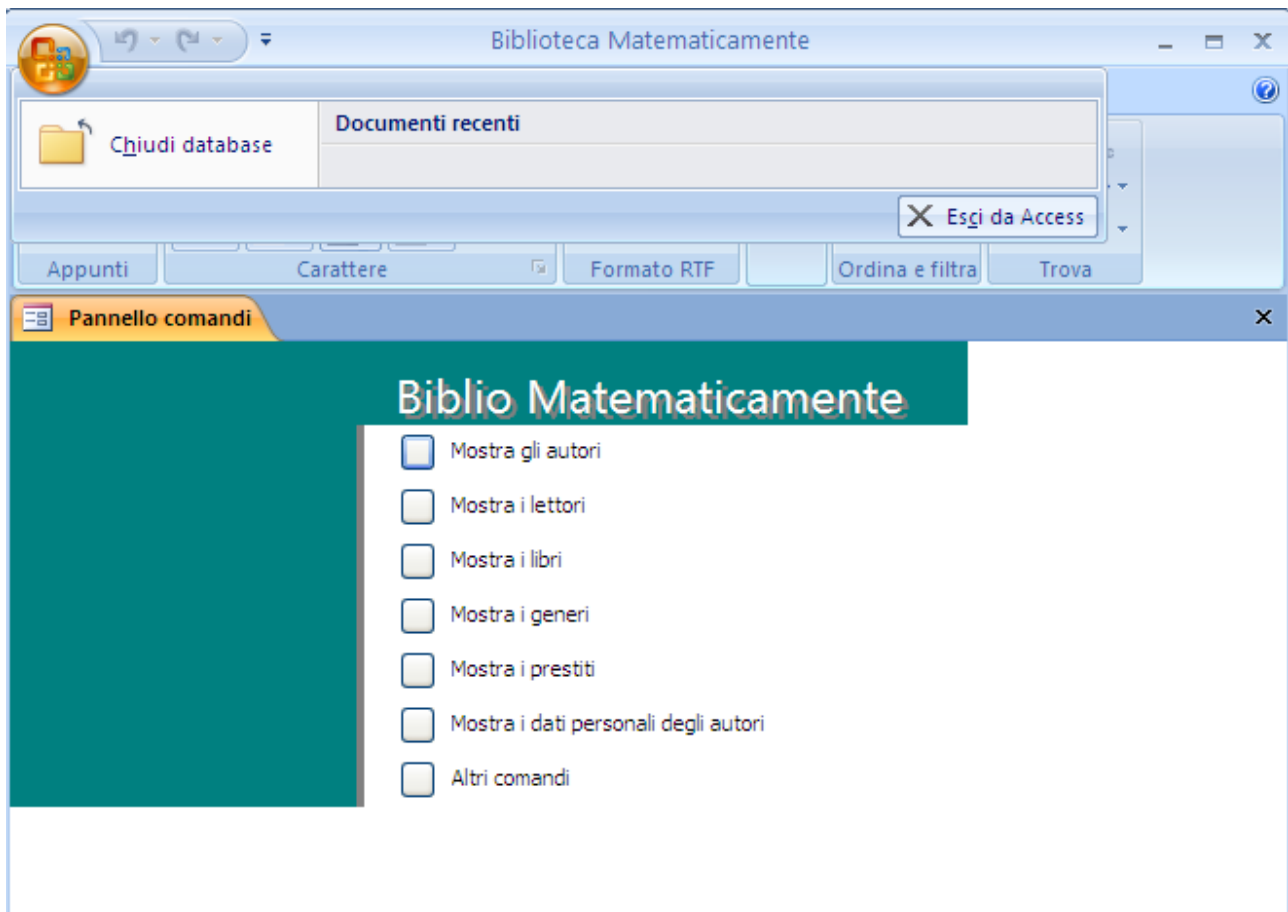 Biblioteca Matematicamente
Chiudi database
Documenti recenti
Esci da Access
Appunti
Carattere
Formato RTF
Ordina e filtra
Trova
Pannello comandi
Biblio Matematicamente
Mostra gli autori
Mostra i lettori
Mostra i libri
Mostra i generi
Mostra i prestiti
Mostra i dati personali degli autori
Altri comandi